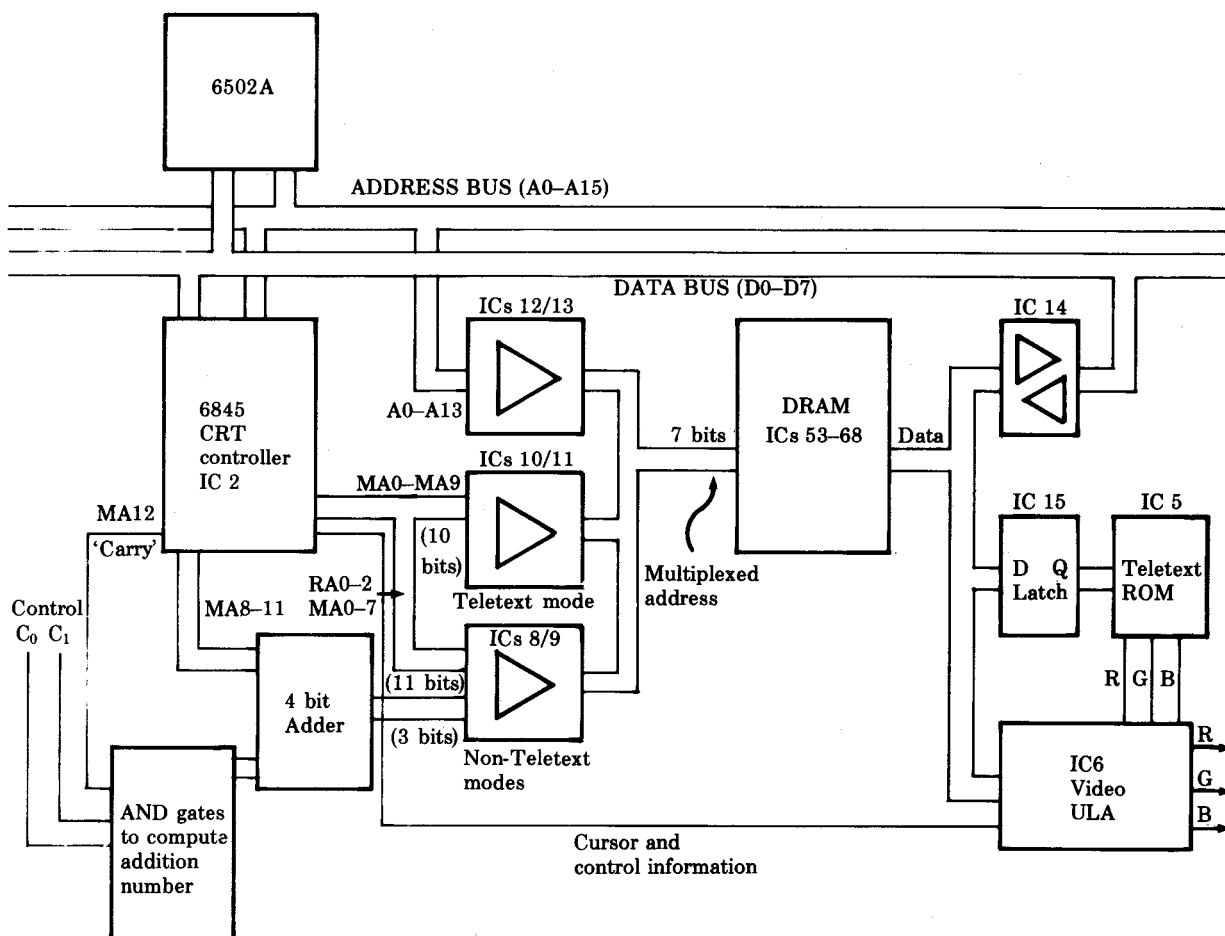 6502A
ADDRESS BUS (A0–A15)
DATA BUS (D0–D7)
ICs 12/13
IC 14
A0–A13
6845
CRT
controller
IC 2
DRAM
ICs 53–68
7 bits
Data
ICs 10/11
MA0–MA9
MA12
'Carry'
(10
bits)
Teletext mode
RA0–2
MA0–7
Multiplexed
address
IC 15
D Q
Latch
IC 5
Teletext
ROM
Control
C₀ C₁
MA8–11
ICs 8/9
(11 bits)
(3 bits)
Non-Teletext
modes
4 bit
Adder
R G B
IC6
Video
ULA
R
G
B
AND gates
to compute
addition
number
Cursor and
control information